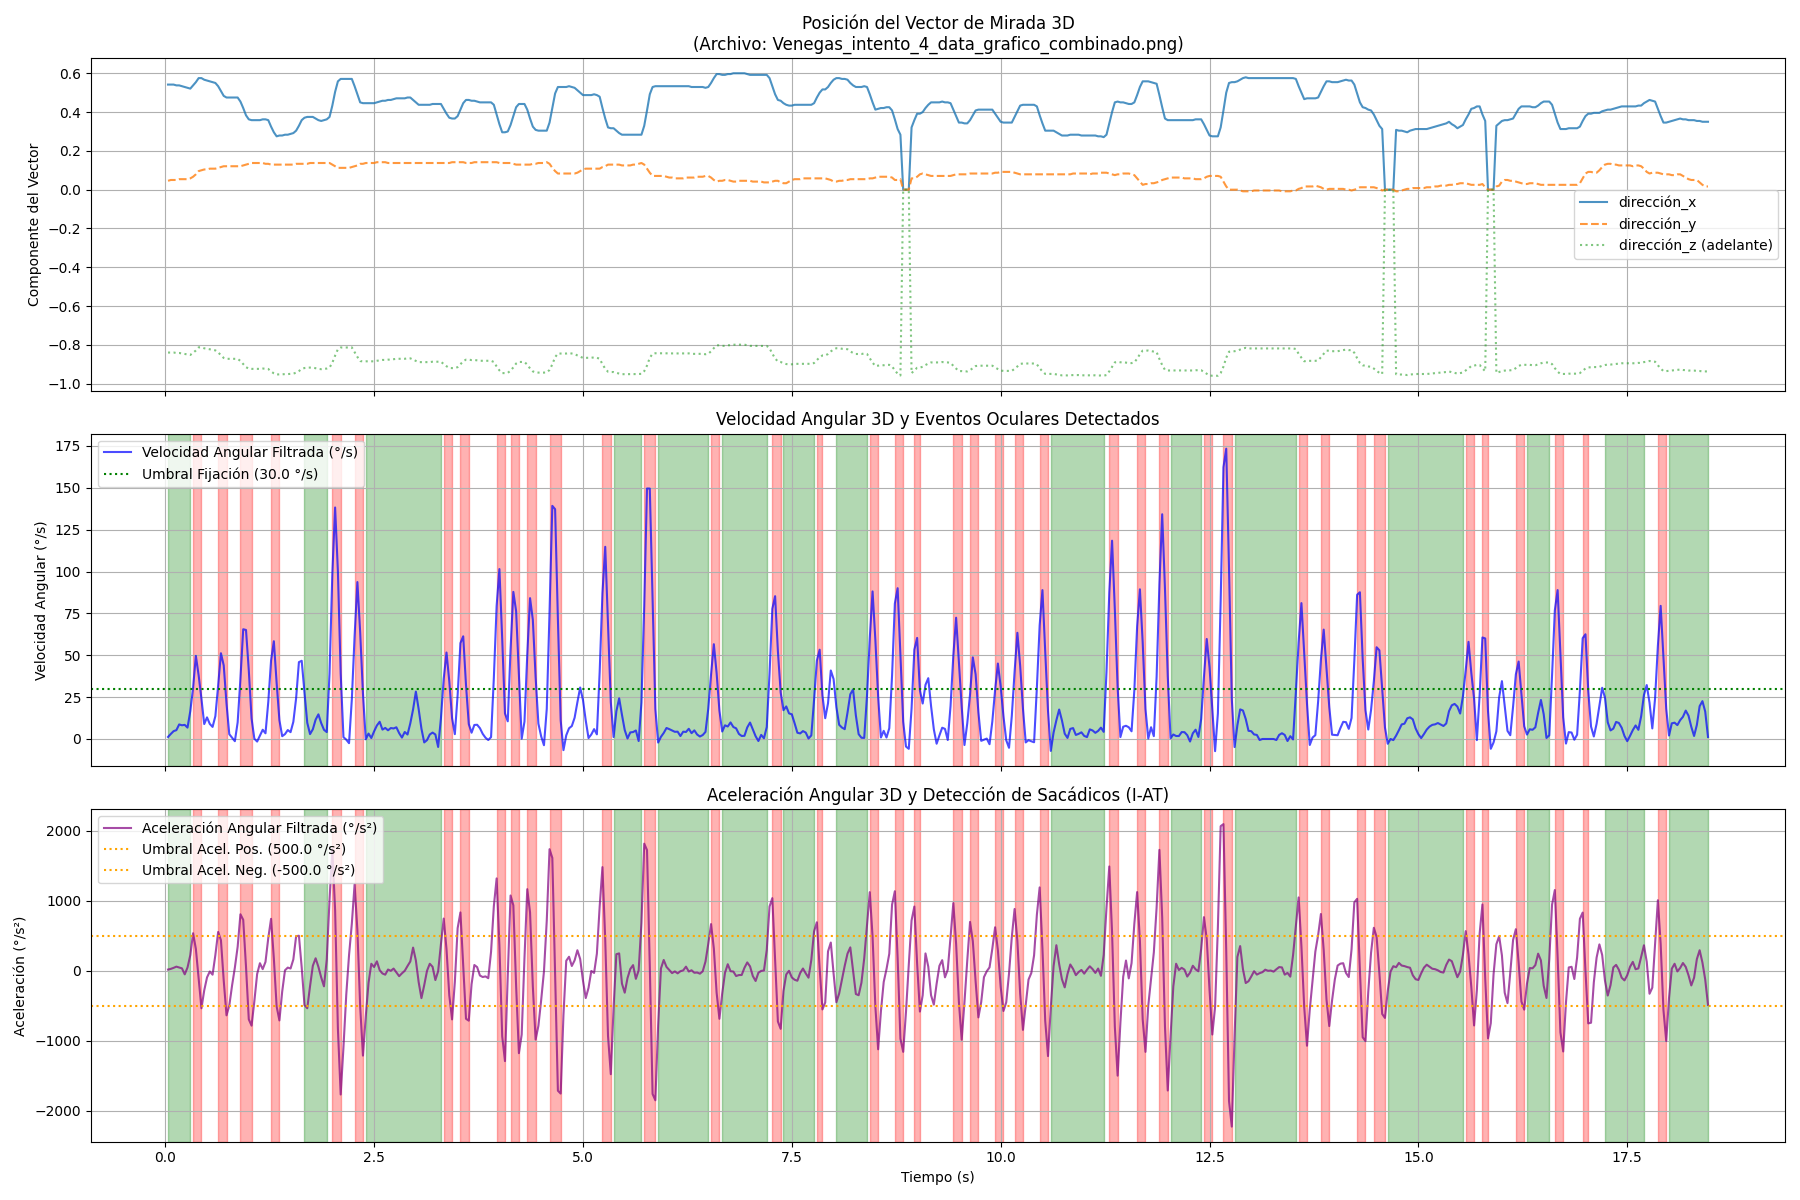 Posición del Vector de Mirada 3D
(Archivo: Venegas_intento_4_data_grafico_combinado.png)
Componente del Vector
0.6
0.4
0.2
0.0
−0.2
−0.4
−0.6
−0.8
−1.0
dirección_x
dirección_y
dirección_z (adelante)
Velocidad Angular 3D y Eventos Oculares Detectados
Velocidad Angular (°/s)
175
150
125
100
75
50
25
0
Velocidad Angular Filtrada (°/s)
Umbral Fijación (30.0 °/s)
Aceleración Angular 3D y Detección de Sacádicos (I-AT)
Aceleración (°/s²)
2000
1000
0
−1000
−2000
Aceleración Angular Filtrada (°/s²)
Umbral Acel. Pos. (500.0 °/s²)
Umbral Acel. Neg. (-500.0 °/s²)
0.0 2.5 5.0 7.5 10.0 12.5 15.0 17.5
Tiempo (s)